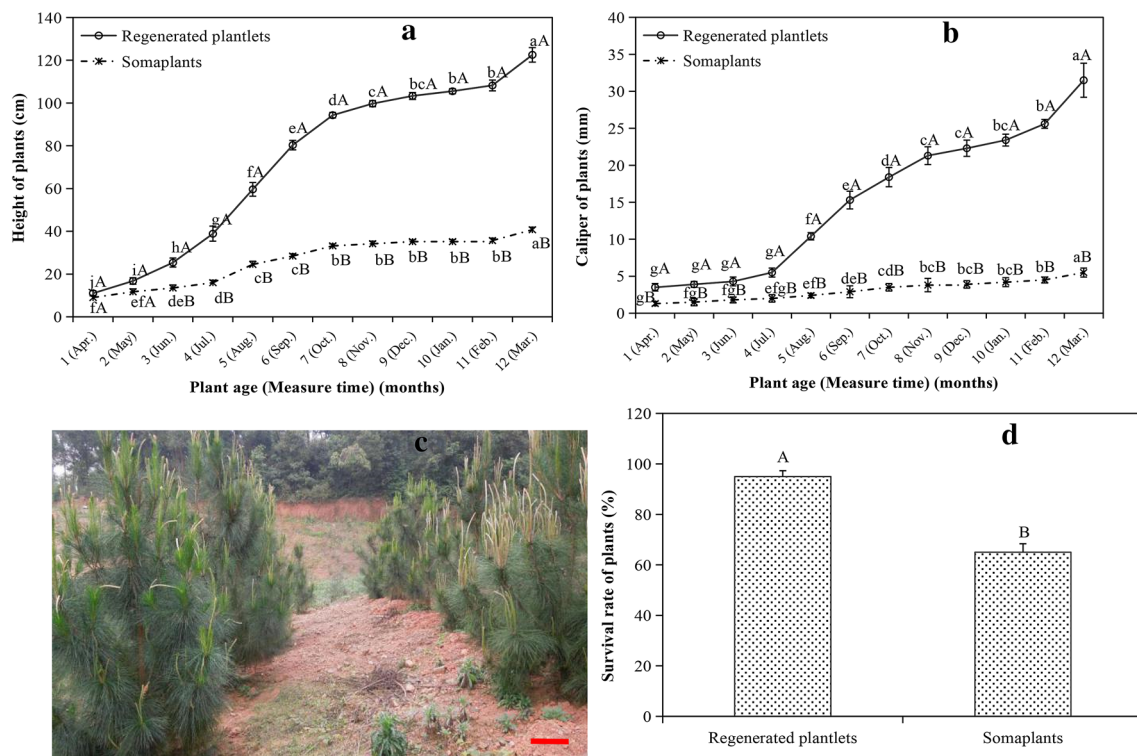 a
Regenerated plantlets
Somaplants
Height of plants (cm)
140
120
100
80
60
40
20
0
iA
hA
gA
fA
eA
dA
cA
bcA
bA
bA
aA
fA
efA
deB
dB
cB
cB
bB
bB
bB
bB
bB
aB
1 (Apr.)
2 (May)
3 (Jun.)
4 (Jul.)
5 (Aug.)
6 (Sep.)
7 (Oct.)
8 (Nov.)
9 (Dec.)
10 (Jan.)
11 (Feb.)
12 (Mar.)
Plant age (Measure time) (months)
b
Regenerated plantlets
Somaplants
Caliper of plants (mm)
40
35
30
25
20
15
10
5
0
gA
gA
gA
gA
fA
eA
dA
cA
cA
bcA
bA
aA
gB
fgB
fgB
efgB
efB
deB
cdB
bcB
bcB
bcB
bB
aB
1 (Apr.)
2 (May)
3 (Jun.)
4 (Jul.)
5 (Aug.)
6 (Sep.)
7 (Oct.)
8 (Nov.)
9 (Dec.)
10 (Jan.)
11 (Feb.)
12 (Mar.)
Plant age (Measure time) (months)
c
d
Survival rate of plants (%)
120
100
80
60
40
20
0
A
B
Regenerated plantlets
Somaplants